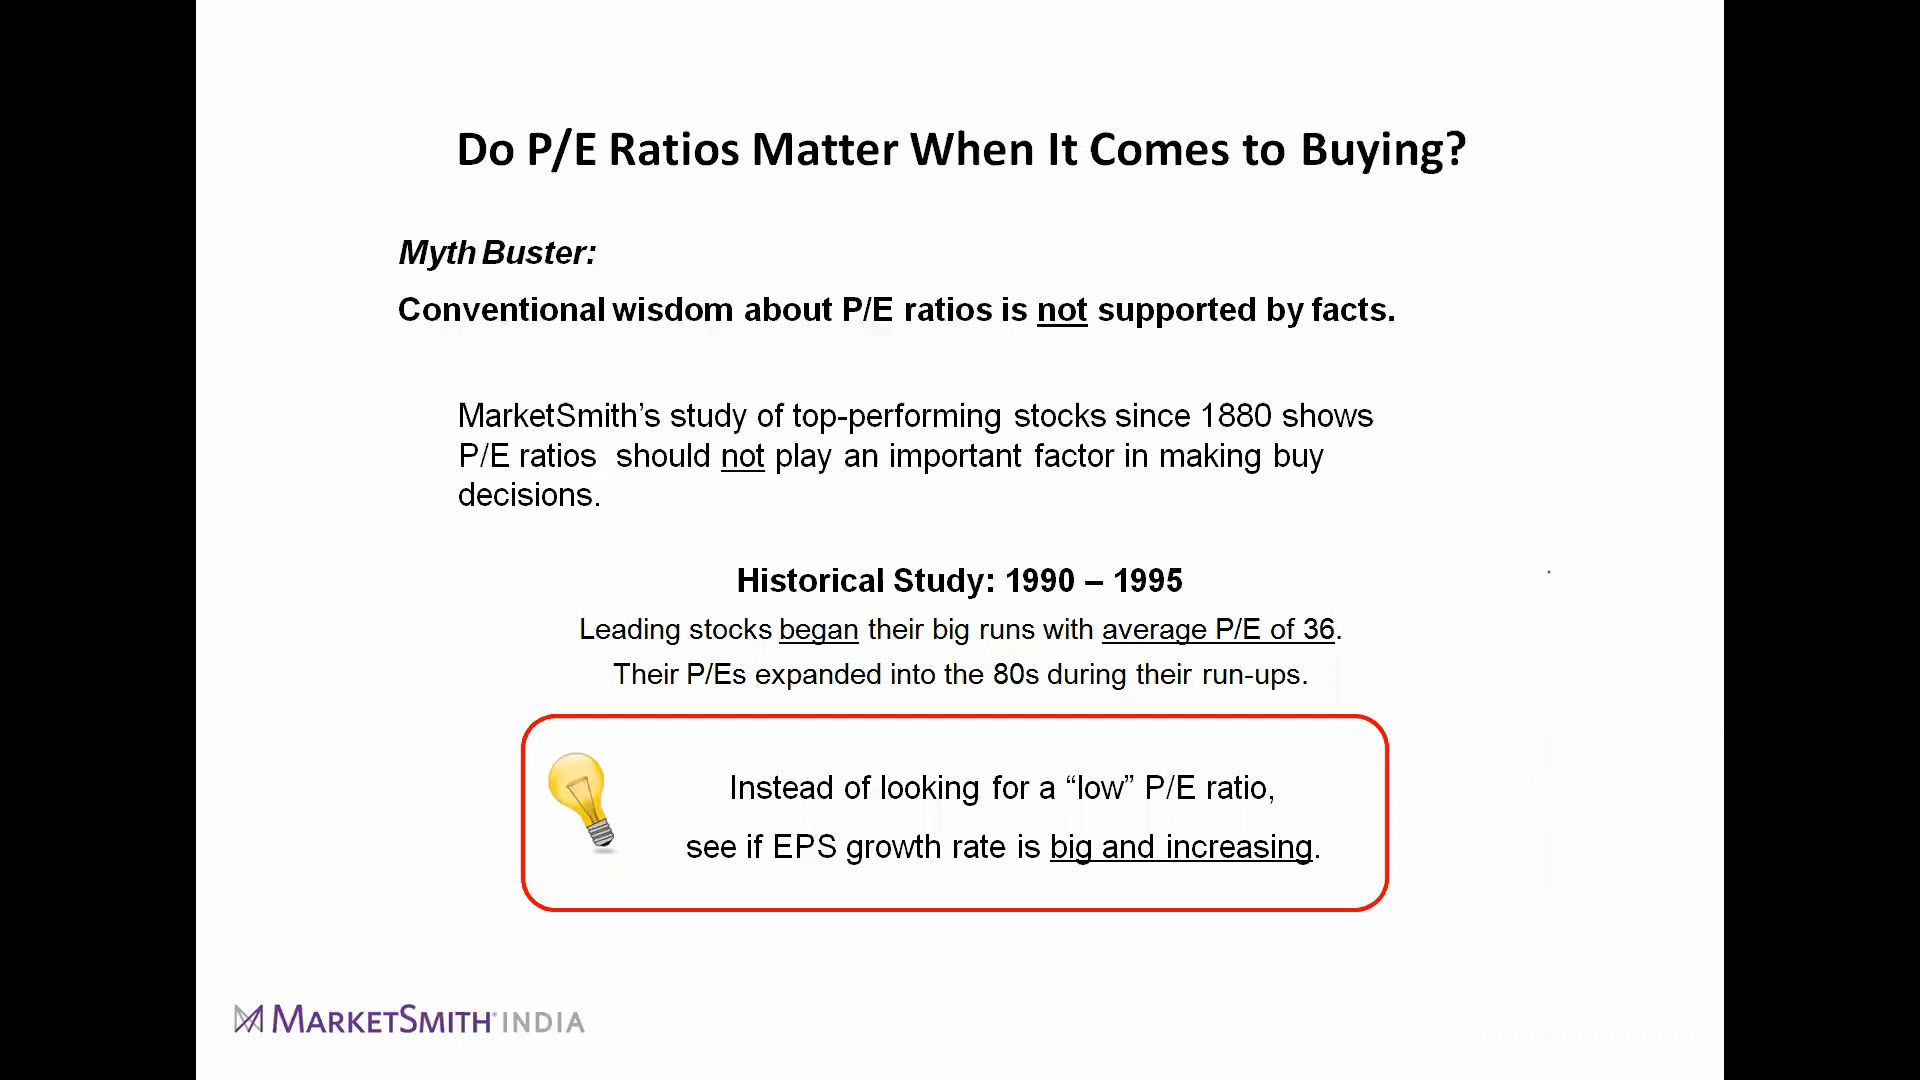 Do P/E Ratios Matter When It Comes to Buying?
Myth Buster:
Conventional wisdom about P/E ratios is not supported by facts.
MarketSmith’s study of top-performing stocks since 1880 shows
P/E ratios  should not play an important factor in making buy
decisions.
Historical Study: 1990 – 1995
Leading stocks began their big runs with average P/E of 36.
Their P/Es expanded into the 80s during their run-ups.
Instead of looking for a “low” P/E ratio,
see if EPS growth rate is big and increasing.
MARKETSMITH® INDIA